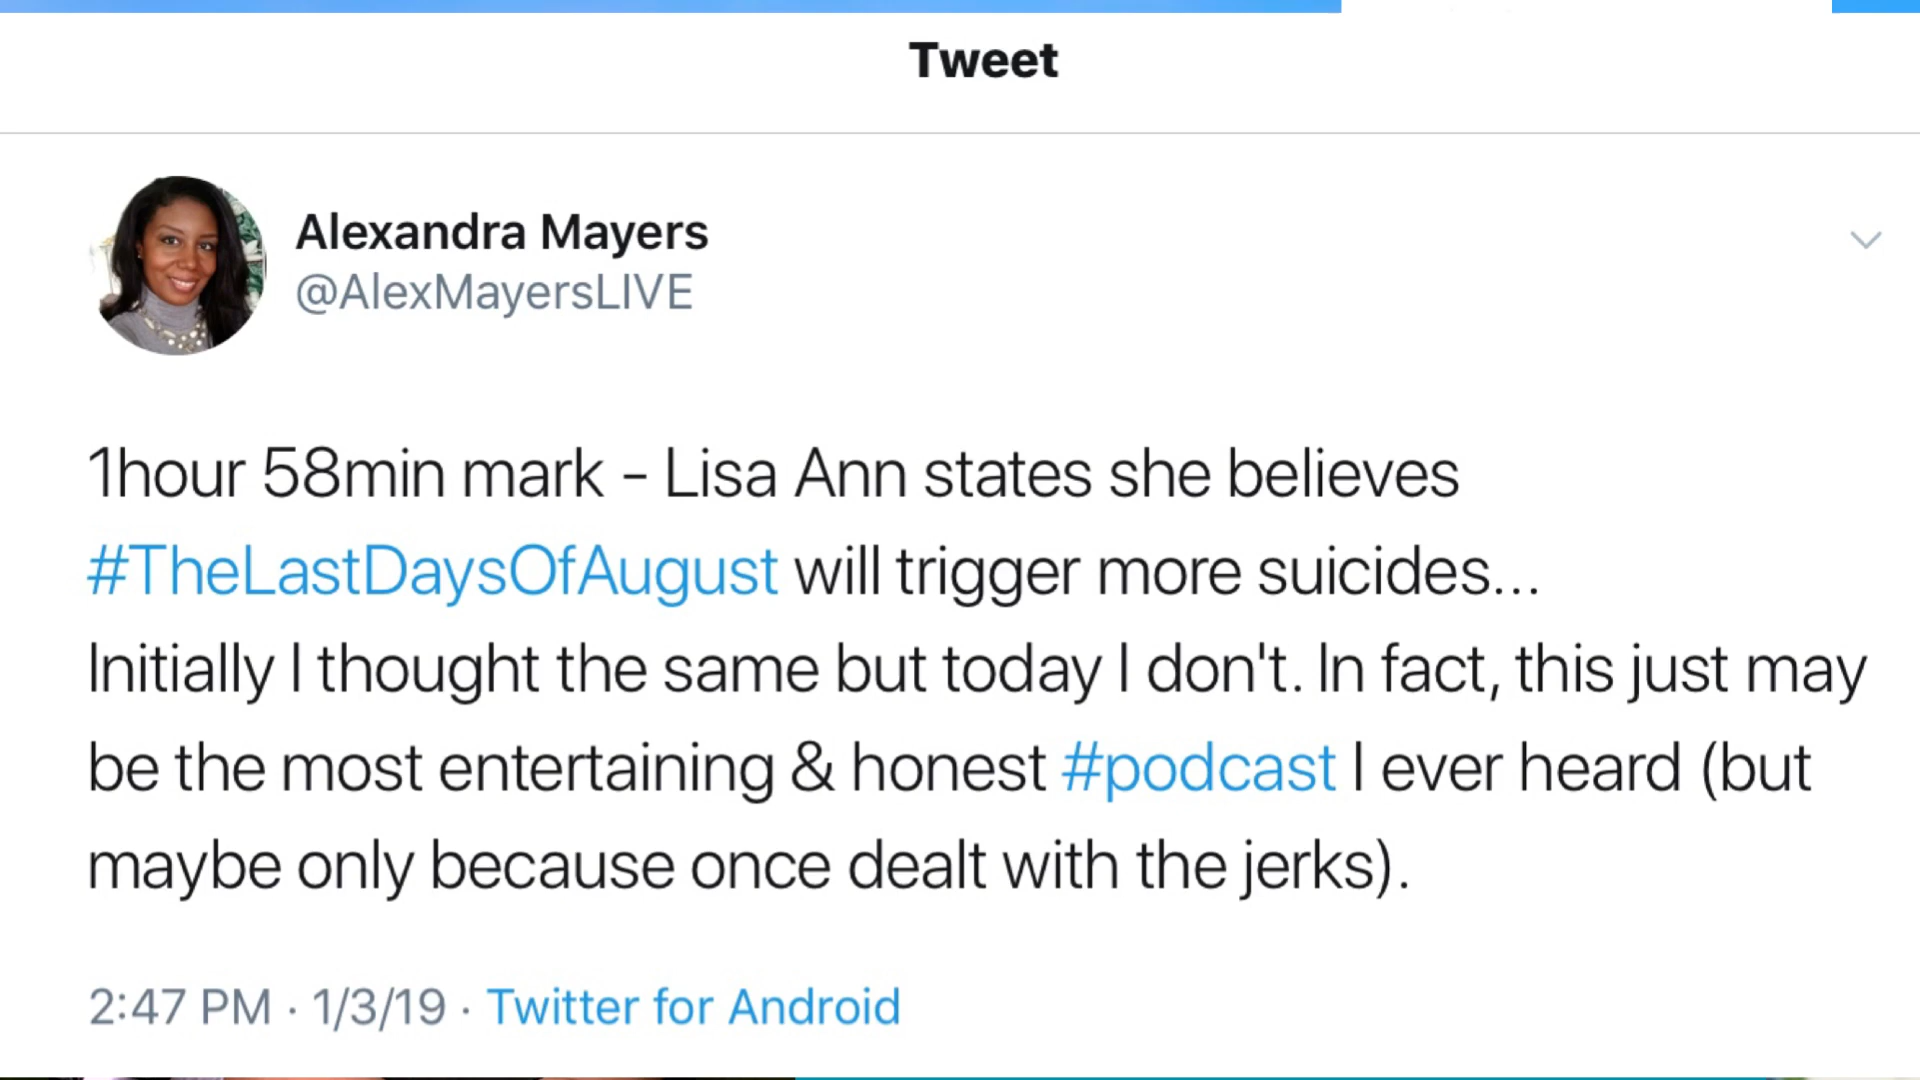 Tweet
Alexandra Mayers
@AlexMayersLIVE
1hour 58min mark - Lisa Ann states she believes
#TheLastDaysOfAugust will trigger more suicides...
Initially I thought the same but today I don't. In fact, this just may
be the most entertaining & honest #podcast I ever heard (but
maybe only because once dealt with the jerks).
2:47 PM · 1/3/19 · Twitter for Android